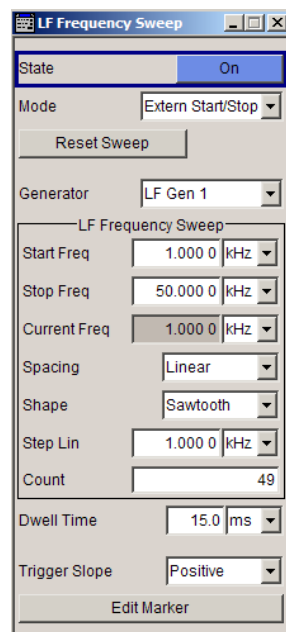 LF Frequency Sweep
State On
Mode Extern Start/Stop
Reset Sweep
Generator LF Gen 1
LF Frequency Sweep
Start Freq 1.000 0 kHz
Stop Freq 50.000 0 kHz
Current Freq 1.000 0 kHz
Spacing Linear
Shape Sawtooth
Step Lin 1.000 0 kHz
Count 49
Dwell Time 15.0 ms
Trigger Slope Positive
Edit Marker